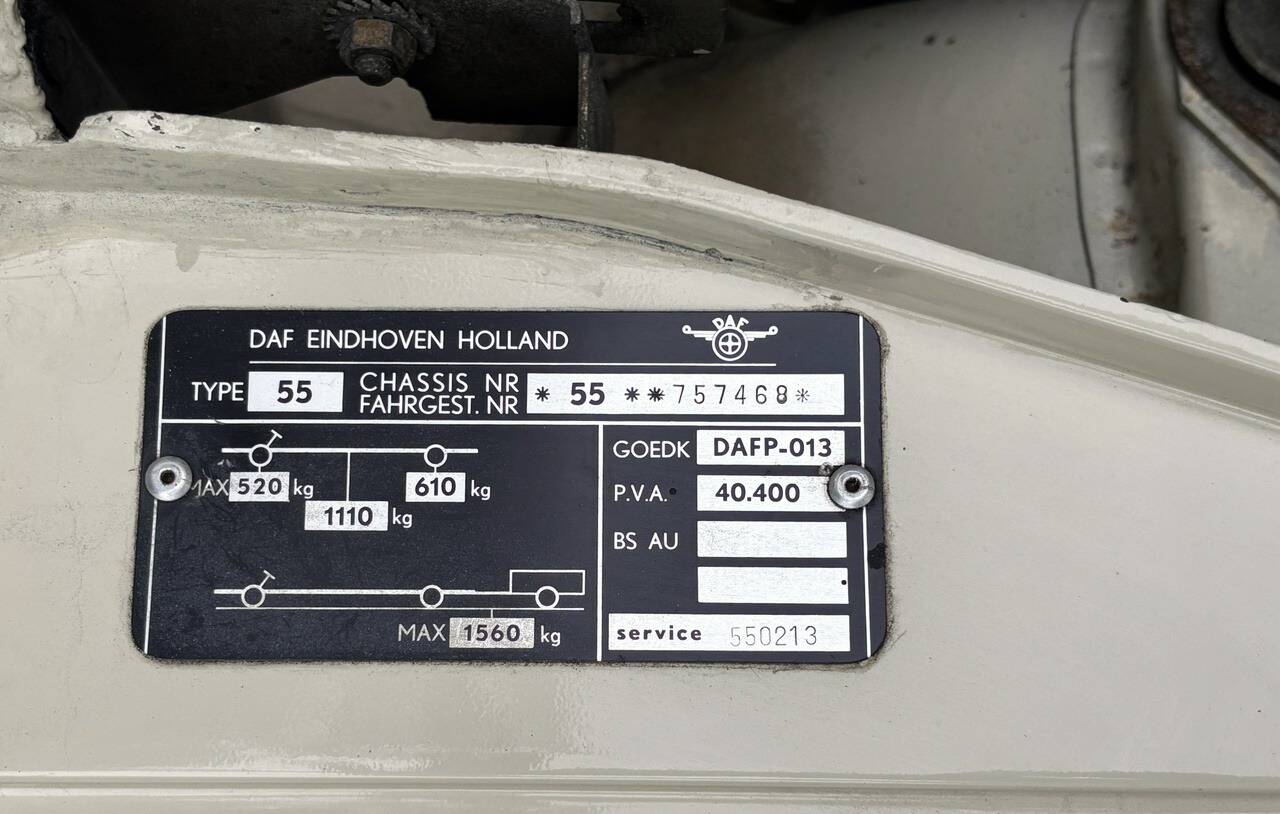 DAF EINDHOVEN HOLLAND
DAF
TYPE 55 CHASSIS NR
FAHRGEST. NR * 55 **757468*
MAX 520 kg 610 kg
1110 kg
MAX 1560 kg
GOEDK DAFP-013
P.V.A. 40.400
BS AU
service 550213